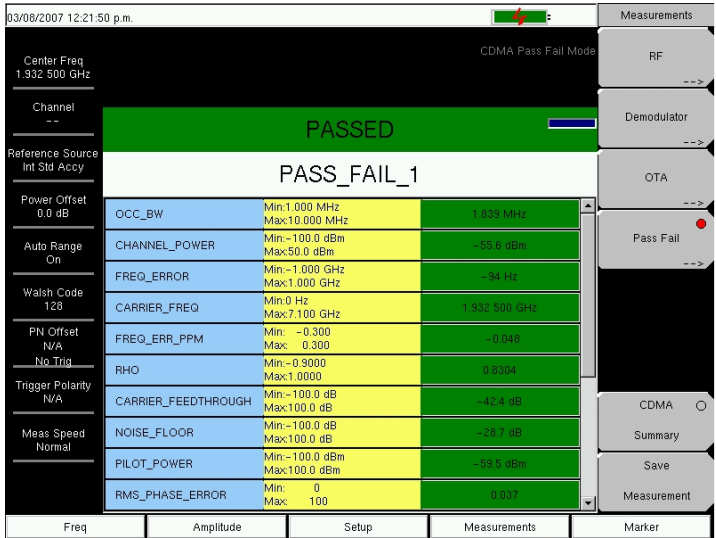 03/08/2007 12:21:50 p.m.
Measurements
CDMA Pass Fail Mode
Center Freq
1.932 500 GHz
Channel
--
Reference Source
Int Std Accy
Power Offset
0.0 dB
Auto Range
On
Walsh Code
128
PN Offset
N/A
No Trig
Trigger Polarity
N/A
Meas Speed
Normal
PASSED
PASS_FAIL_1
OCC_BW Min:1.000 MHz 1.839 MHz
Max:10.000 MHz
CHANNEL_POWER Min:-100.0 dBm -55.6 dBm
Max:50.0 dBm
FREQ_ERROR Min:-1.000 GHz -94 Hz
Max:1.000 GHz
CARRIER_FREQ Min:0 Hz 1.932 500 GHz
Max:7.100 GHz
FREQ_ERR_PPM Min: -0.300 -0.048
Max: 0.300
RHO Min:-0.9000 0.8304
Max:1.0000
CARRIER_FEEDTHROUGH Min:-100.0 dB -42.4 dB
Max:100.0 dB
NOISE_FLOOR Min:-100.0 dB -28.7 dB
Max:100.0 dB
PILOT_POWER Min:-100.0 dBm -59.5 dBm
Max:100.0 dBm
RMS_PHASE_ERROR Min: 0 0.037
Max: 100
RF
-->
Demodulator
-->
OTA
-->
Pass Fail
-->
CDMA
Summary
Save
Measurement
Freq Amplitude Setup Measurements Marker